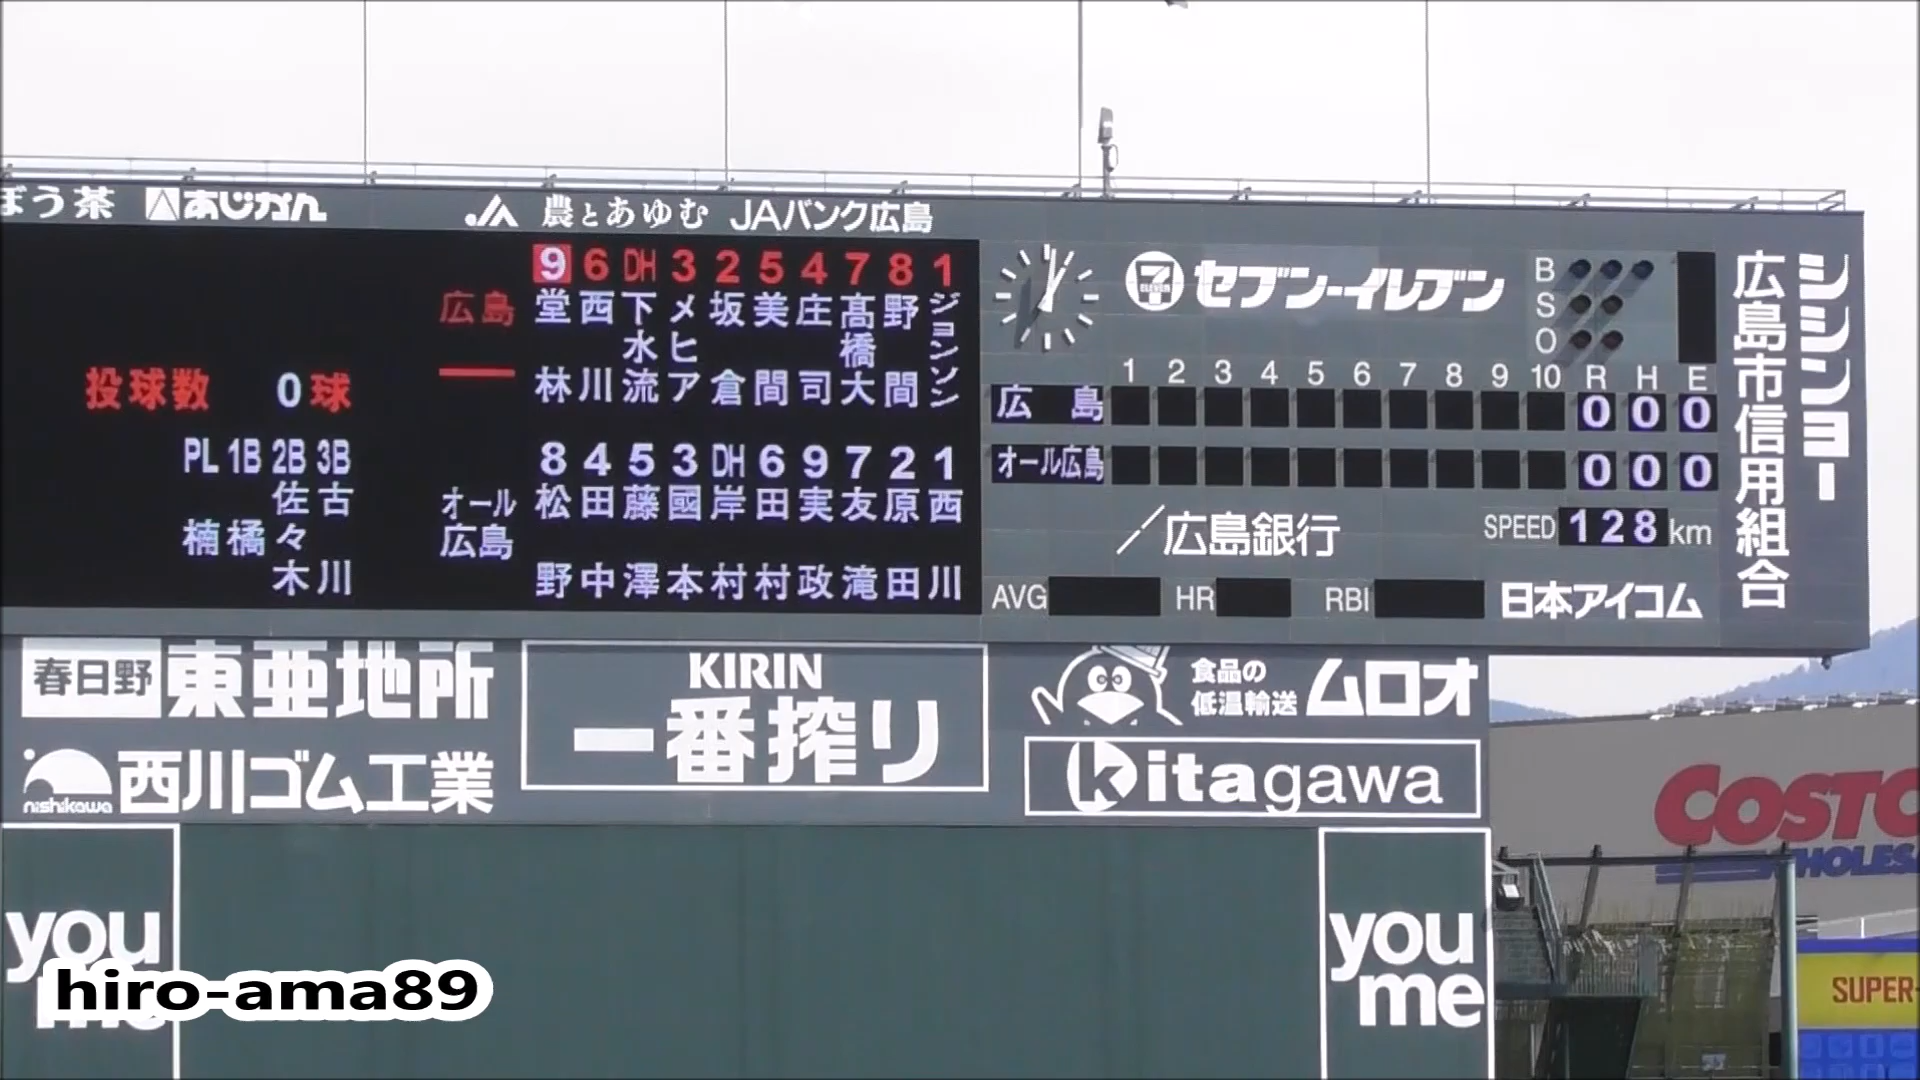 ぼう茶 あじかん
農とあゆむ JAバンク広島
9 6 DH 3 2 5 4 7 8 1
広島一
堂林 西川 下水流 メヒア 坂倉 美間 庄司 髙橋大 野間 ジョンソン
投球数 0球
PL 1B 2B 3B
楠 橘 佐々木 古川
8 4 5 3 DH 6 9 7 2 1
オール広島
松野 田中 藤澤 國本 岸村 田村 実政 友滝 原田 西川
7 ELEVEN セブン-イレブン
B
S
O
1 2 3 4 5 6 7 8 9 10 R H E
広島 0 0 0
オール広島 0 0 0
広島銀行
SPEED 128 km
AVG HR RBI 日本アイコム
シシンヨー
広島市信用組合
春日野 東亜地所
nishikawa 西川ゴム工業
KIRIN
一番搾り
食品の
低温輸送
ムロオ
kitagawa
COSTC
WHOLES
SUPER-
you
me
you
me
hiro-ama89